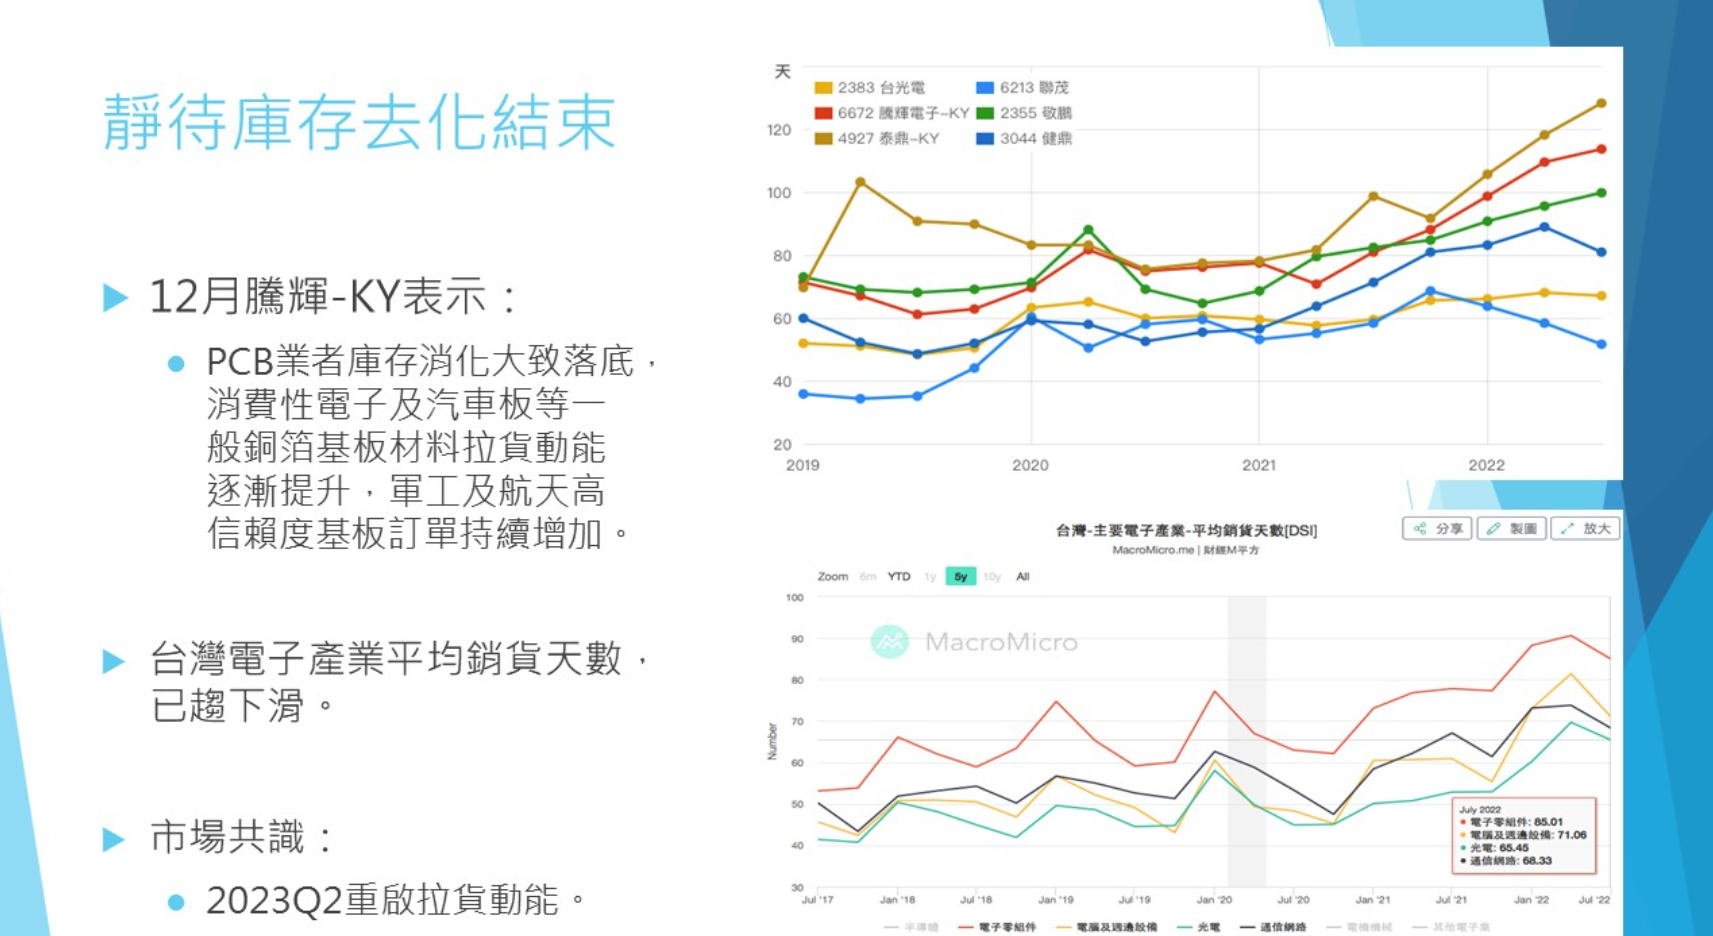 靜待庫存去化結束
12月騰輝-KY表示：
PCB業者庫存消化大致落底，
消費性電子及汽車板等一
般銅箔基板材料拉貨動能
逐漸提升，軍工及航天高
信賴度基板訂單持續增加。
台灣電子產業平均銷貨天數，
已趨下滑。
市場共識：
2023Q2重啟拉貨動能。
天
2383 台光電
6213 聯茂
6672 騰輝電子-KY
2355 敬鵬
4927 泰鼎-KY
3044 健鼎
120
100
80
60
40
20
2019
2020
2021
2022
台灣-主要電子產業-平均銷貨天數[DSI]
MacroMicro.me | 財經M平方
分享
製圖
放大
Zoom 6m YTD 1y 5y 10y All
MacroMicro
Number
100
90
80
70
60
50
40
30
July 2022
電子零組件: 85.01
電腦及週邊設備: 71.06
光電: 65.45
通信網路: 68.33
Jul '17 Jan '18 Jul '18 Jan '19 Jul '19 Jan '20 Jul '20 Jan '21 Jul '21 Jan '22 Jul '22
半導體 電子零組件 電腦及週邊設備 光電 通信網路 電機機械 其他電子業